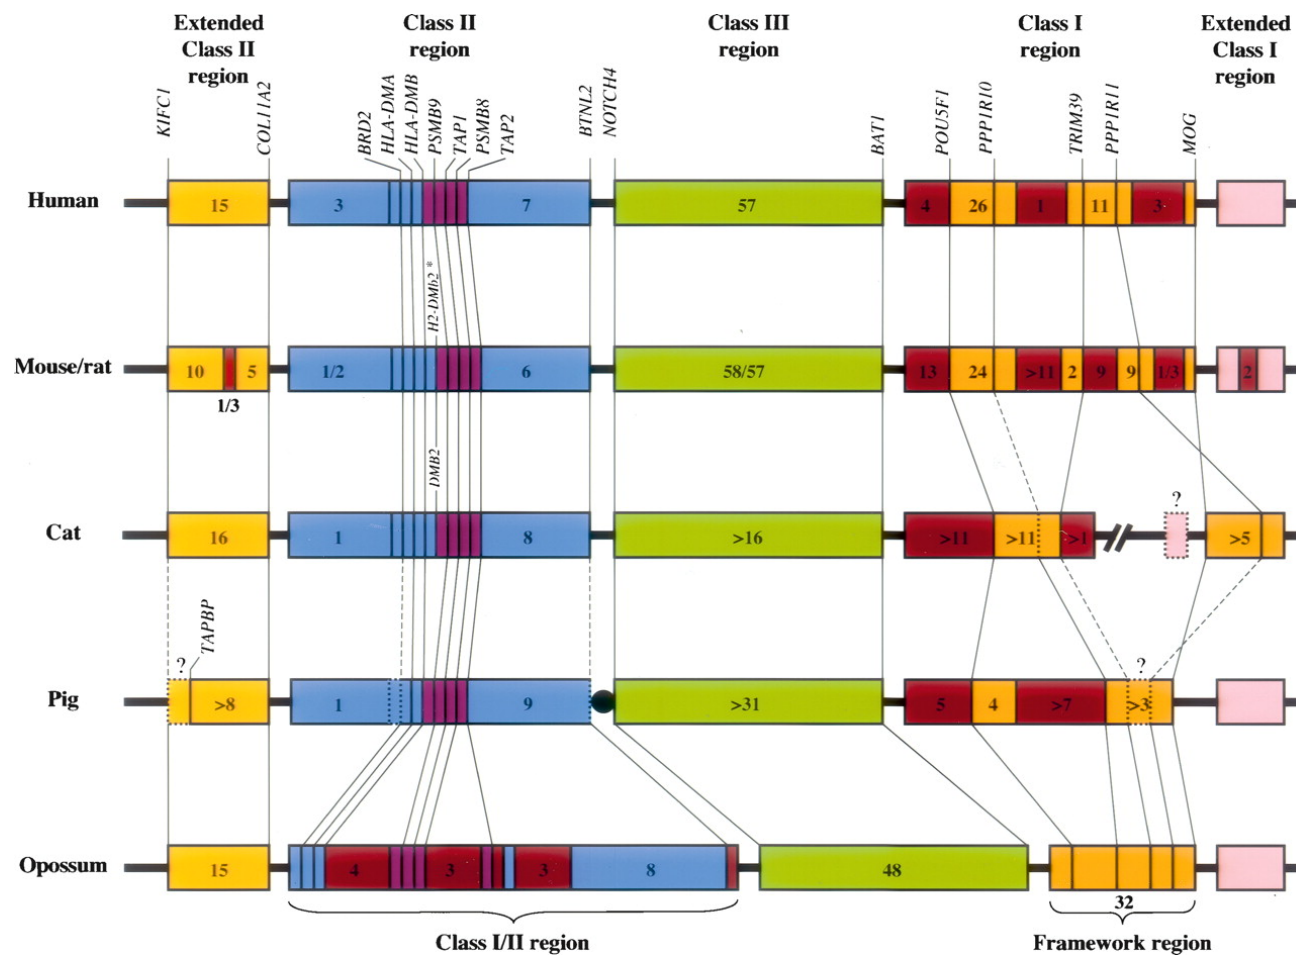 Extended Class II region
Class II region
Class III region
Class I region
Extended Class I region
KIFC1
COL11A2
BRD2
HLA-DMA
HLA-DMB
PSMB9
TAP1
PSMB8
TAP2
BTNL2
NOTCH4
BAT1
POU5F1
PPP1R10
TRIM39
PPP1R11
MOG
Human
15
3
7
57
4
26
1
11
3
H2-DMb2 *
Mouse/rat
10
5
1/3
1/2
6
58/57
13
24
>11
2
9
9
1/3
2
DMB2
Cat
16
1
8
>16
>11
>11
>1
?
>5
Pig
?
TAPBP
>8
1
9
>31
5
4
>7
?
>3
Opossum
15
4
3
3
8
48
32
Class I/II region
Framework region